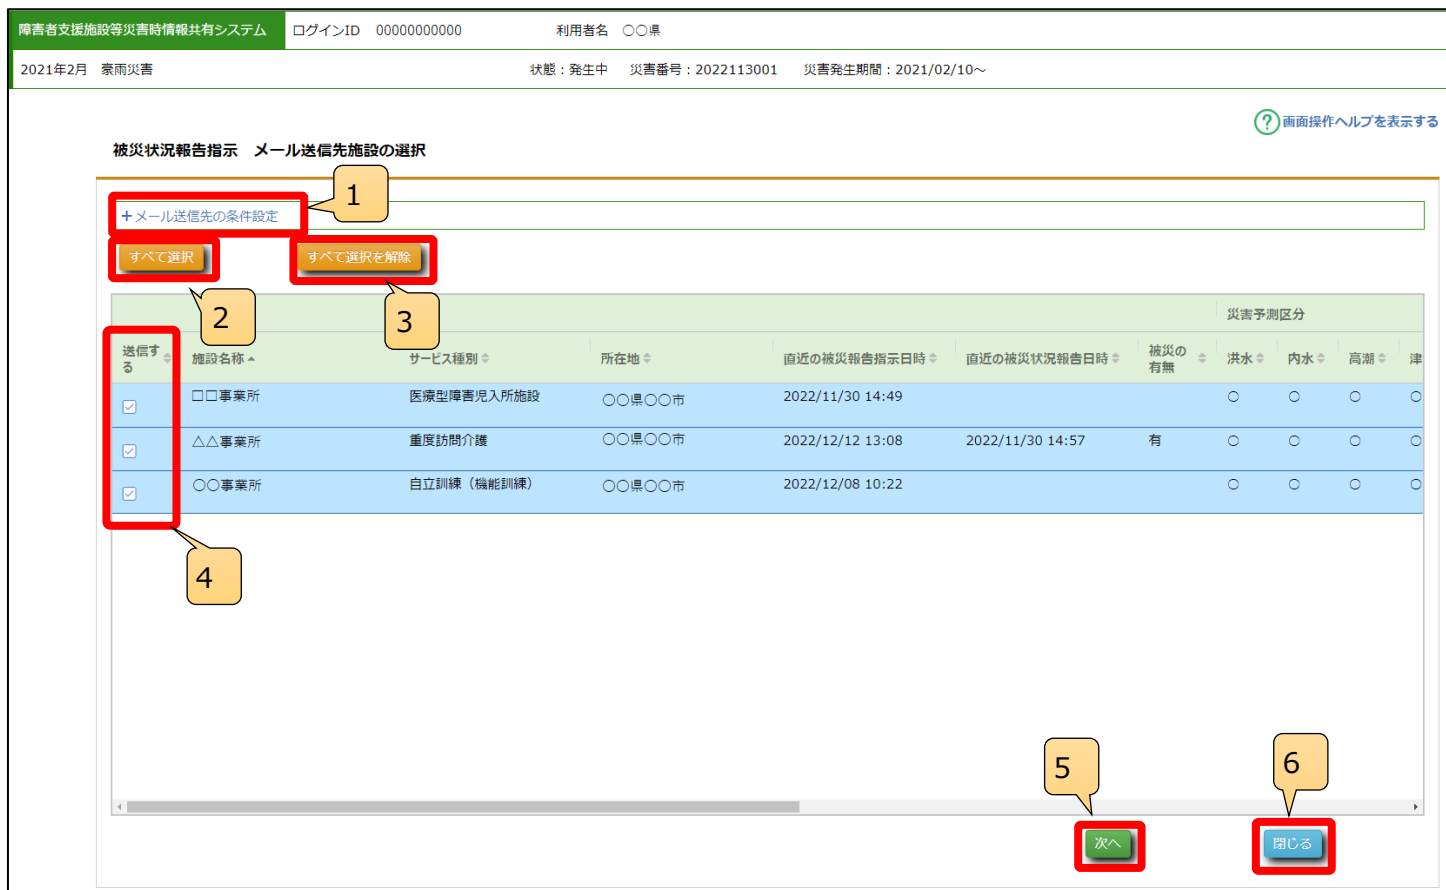 障害者支援施設等災害時情報共有システム ログインID 00000000000 利用者名 〇〇県
2021年2月 豪雨災害 状態：発生中 災害番号：2022113001 災害発生期間：2021/02/10～
?画面操作ヘルプを表示する
被災状況報告指示 メール送信先施設の選択
1
+メール送信先の条件設定
すべて選択 すべて選択を解除
2 3
災害予測区分
送信する 施設名称 サービス種別 所在地 直近の被災報告指示日時 直近の被災状況報告日時 被災の有無 洪水 内水 高潮 津
□□事業所 医療型障害児入所施設 〇〇県〇〇市 2022/11/30 14:49 〇 〇 〇 〇
△△事業所 重度訪問介護 〇〇県〇〇市 2022/12/12 13:08 2022/11/30 14:57 有 〇 〇 〇 〇
〇〇事業所 自立訓練（機能訓練） 〇〇県〇〇市 2022/12/08 10:22 〇 〇 〇 〇
4
5 6
次へ 閉じる